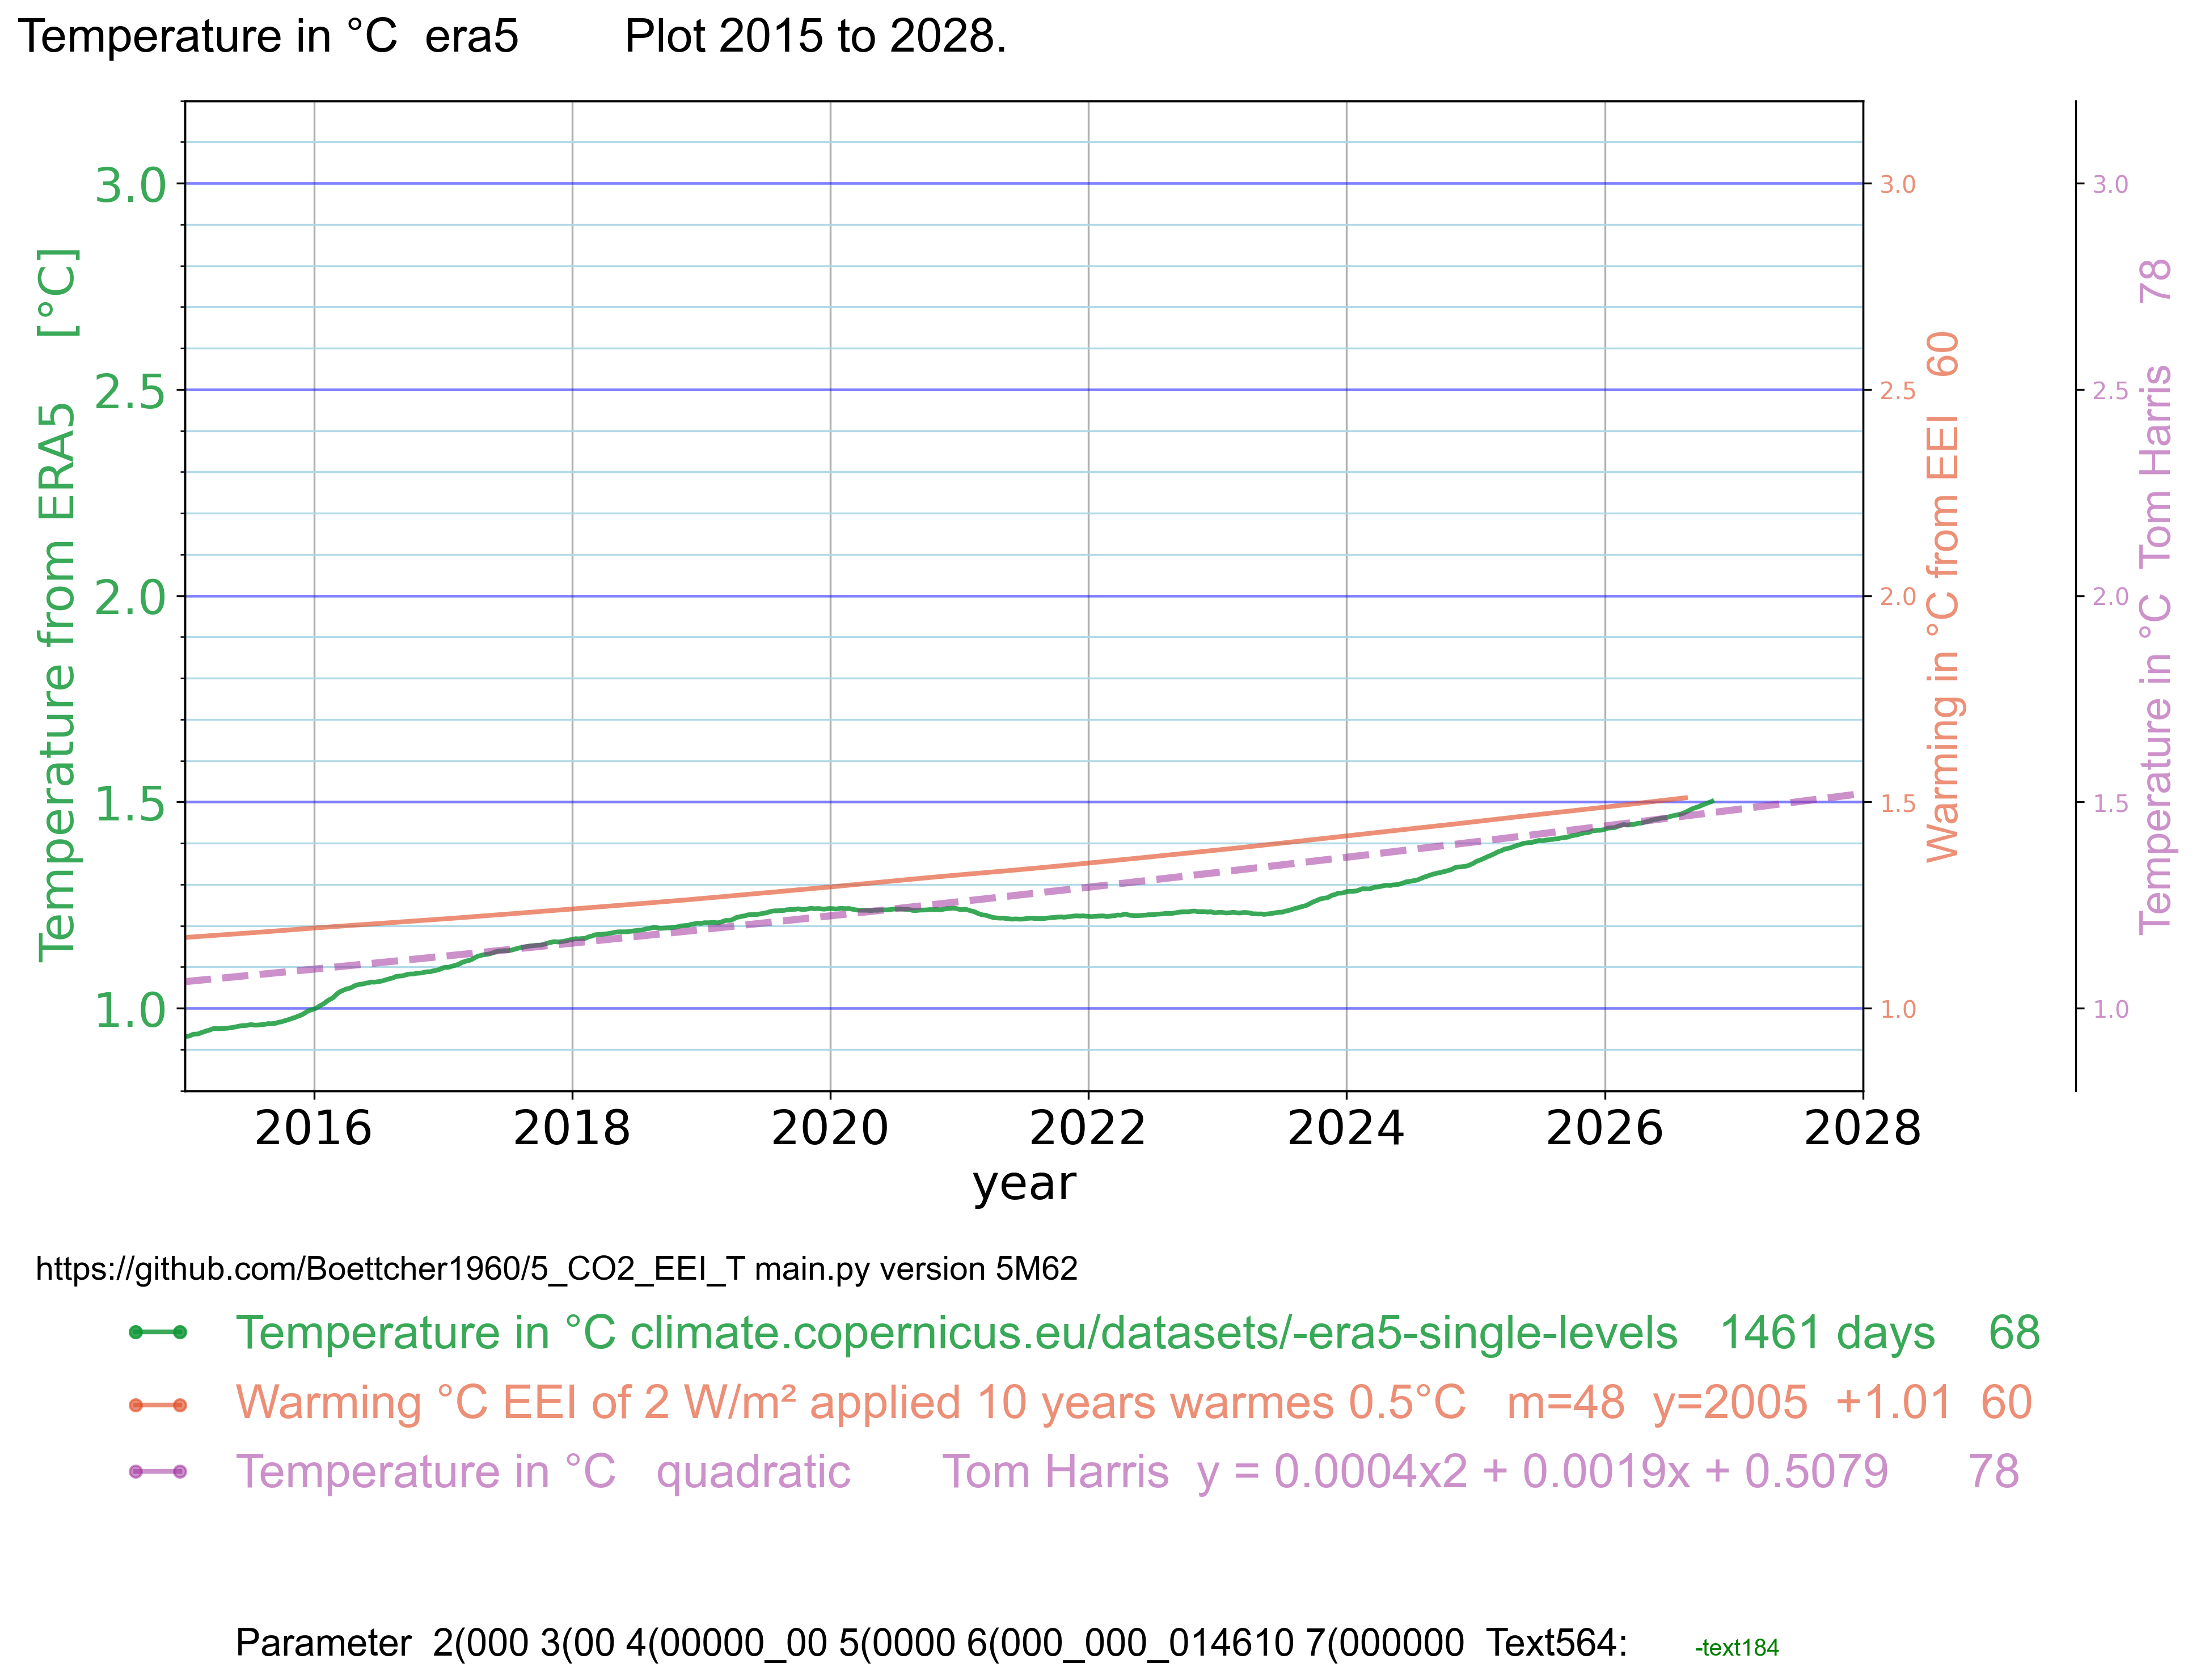 Temperature in °C era5 Plot 2015 to 2028.
Temperature from ERA5 [°C]
3.0
2.5
2.0
1.5
1.0
3.0
2.5
2.0
1.5
1.0
Warming in °C from EEI 60
3.0
2.5
2.0
1.5
1.0
Temperature in °C Tom Harris 78
2016 2018 2020 2022 2024 2026 2028
year
https://github.com/Boettcher1960/5_CO2_EEI_T main.py version 5M62
Temperature in °C climate.copernicus.eu/datasets/-era5-single-levels 1461 days 68
Warming °C EEI of 2 W/m² applied 10 years warmes 0.5°C m=48 y=2005 +1.01 60
Temperature in °C quadratic Tom Harris y = 0.0004x2 + 0.0019x + 0.5079 78
Parameter 2(000 3(00 4(00000_00 5(0000 6(000_000_014610 7(000000 Text564: -text184